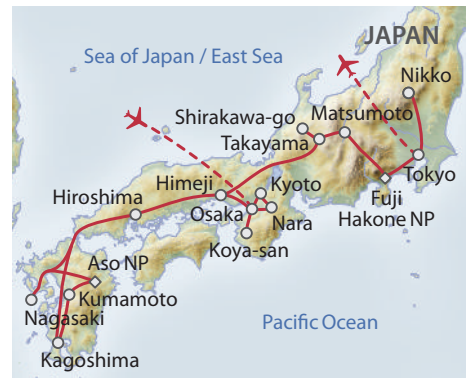 JAPAN
Sea of Japan / East Sea
Nikko
Shirakawa-go
Matsumoto
Takayama
Tokyo
Himeji
Kyoto
Fuji
Hakone NP
Hiroshima
Osaka
Nara
Koya-san
Aso NP
Kumamoto
Nagasaki
Pacific Ocean
Kagoshima